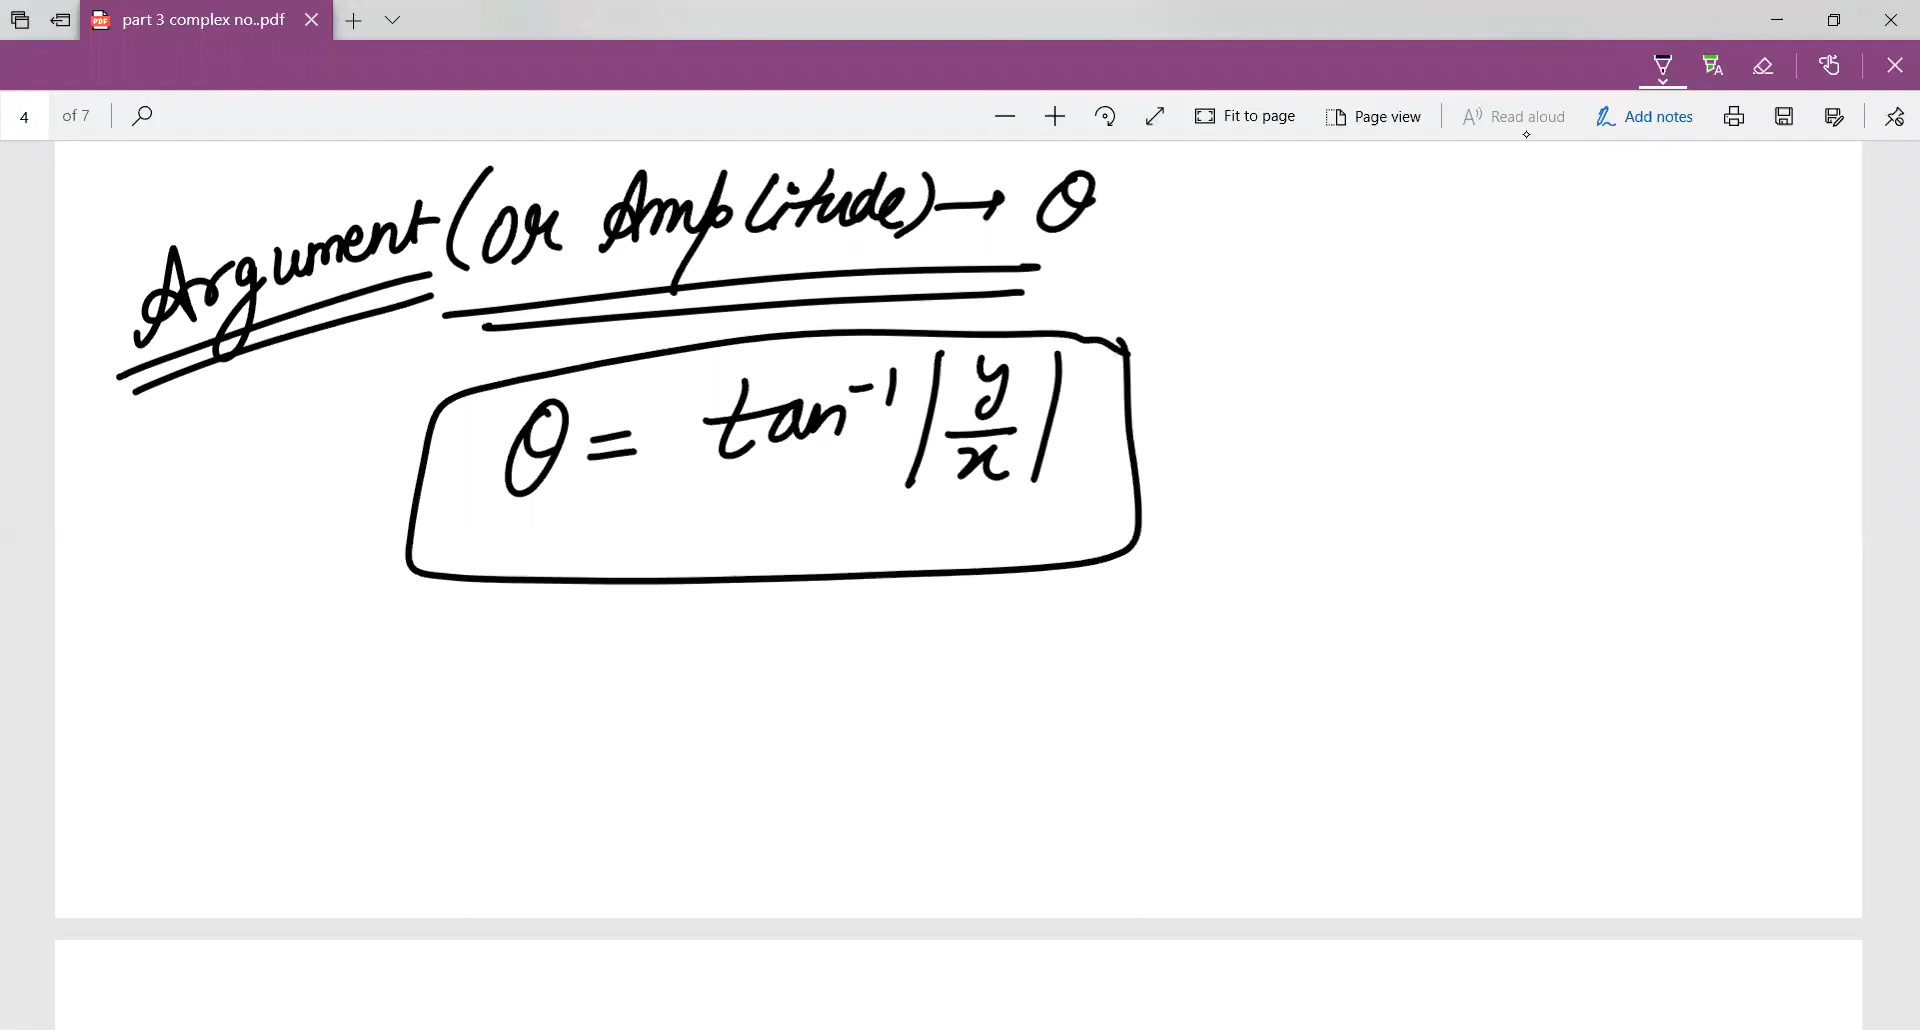 part 3 complex no..pdf
4 of 7 Fit to page Page view Read aloud Add notes
Argument (or Amplitude) → θ
θ = tan⁻¹ |y/x|